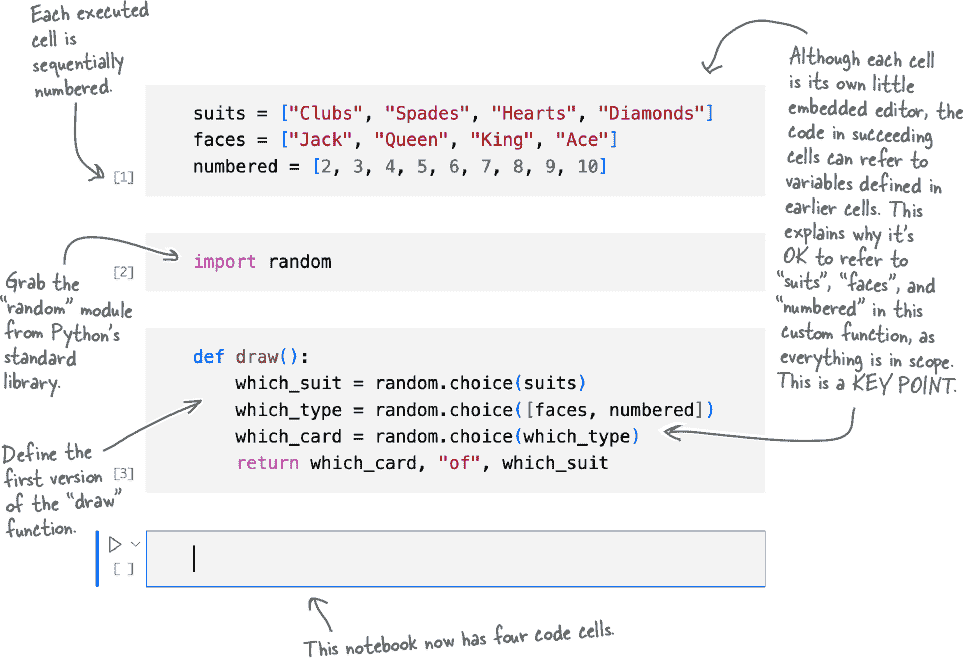 Each executed
cell is
sequentially
numbered.
Although each cell
is its own little
embedded editor, the
code in succeeding
cells can refer to
variables defined in
earlier cells. This
explains why it's
OK to refer to
"suits", "faces", and
"numbered" in this
custom function, as
everything is in scope.
This is a KEY POINT.
suits = ["Clubs", "Spades", "Hearts", "Diamonds"]
faces = ["Jack", "Queen", "King", "Ace"]
numbered = [2, 3, 4, 5, 6, 7, 8, 9, 10]
[1]
Grab the
"random" module
from Python's
standard
library.
import random
[2]
def draw():
    which_suit = random.choice(suits)
    which_type = random.choice([faces, numbered])
    which_card = random.choice(which_type)
    return which_card, "of", which_suit
[3]
Define the
first version
of the "draw"
function.
[ ]
This notebook now has four code cells.